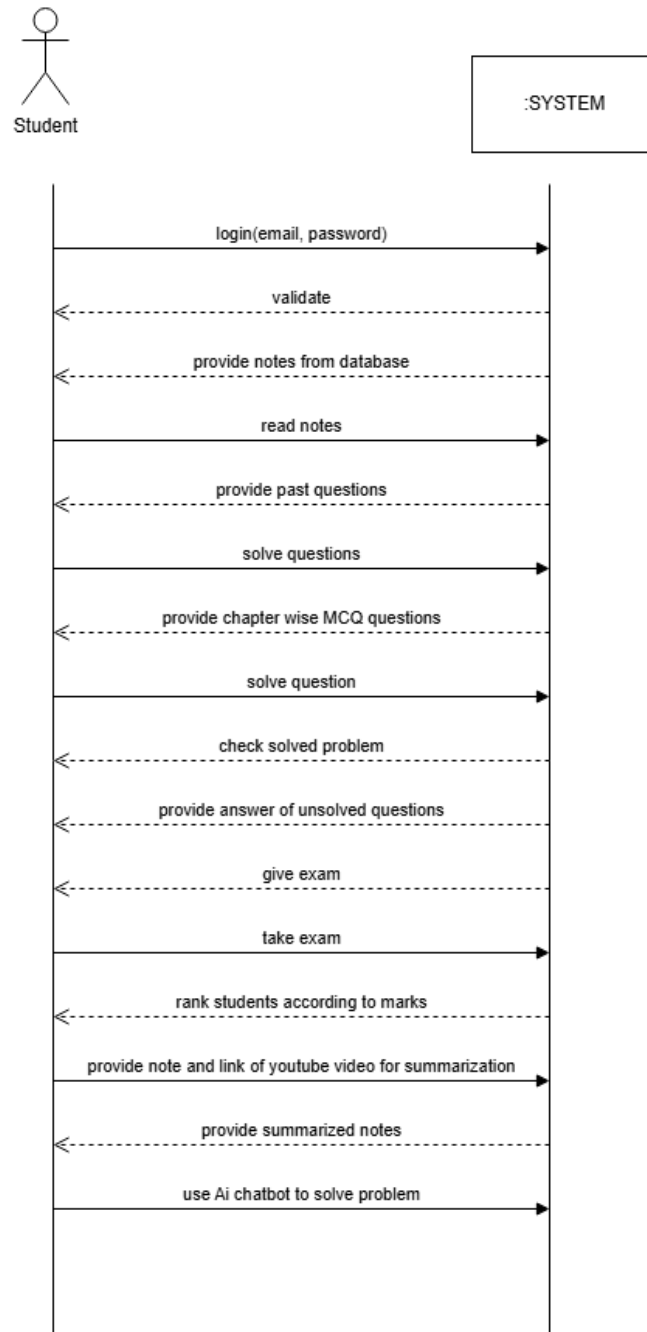 Student
:SYSTEM
login(email, password)
validate
provide notes from database
read notes
provide past questions
solve questions
provide chapter wise MCQ questions
solve question
check solved problem
provide answer of unsolved questions
give exam
take exam
rank students according to marks
provide note and link of youtube video for summarization
provide summarized notes
use Ai chatbot to solve problem